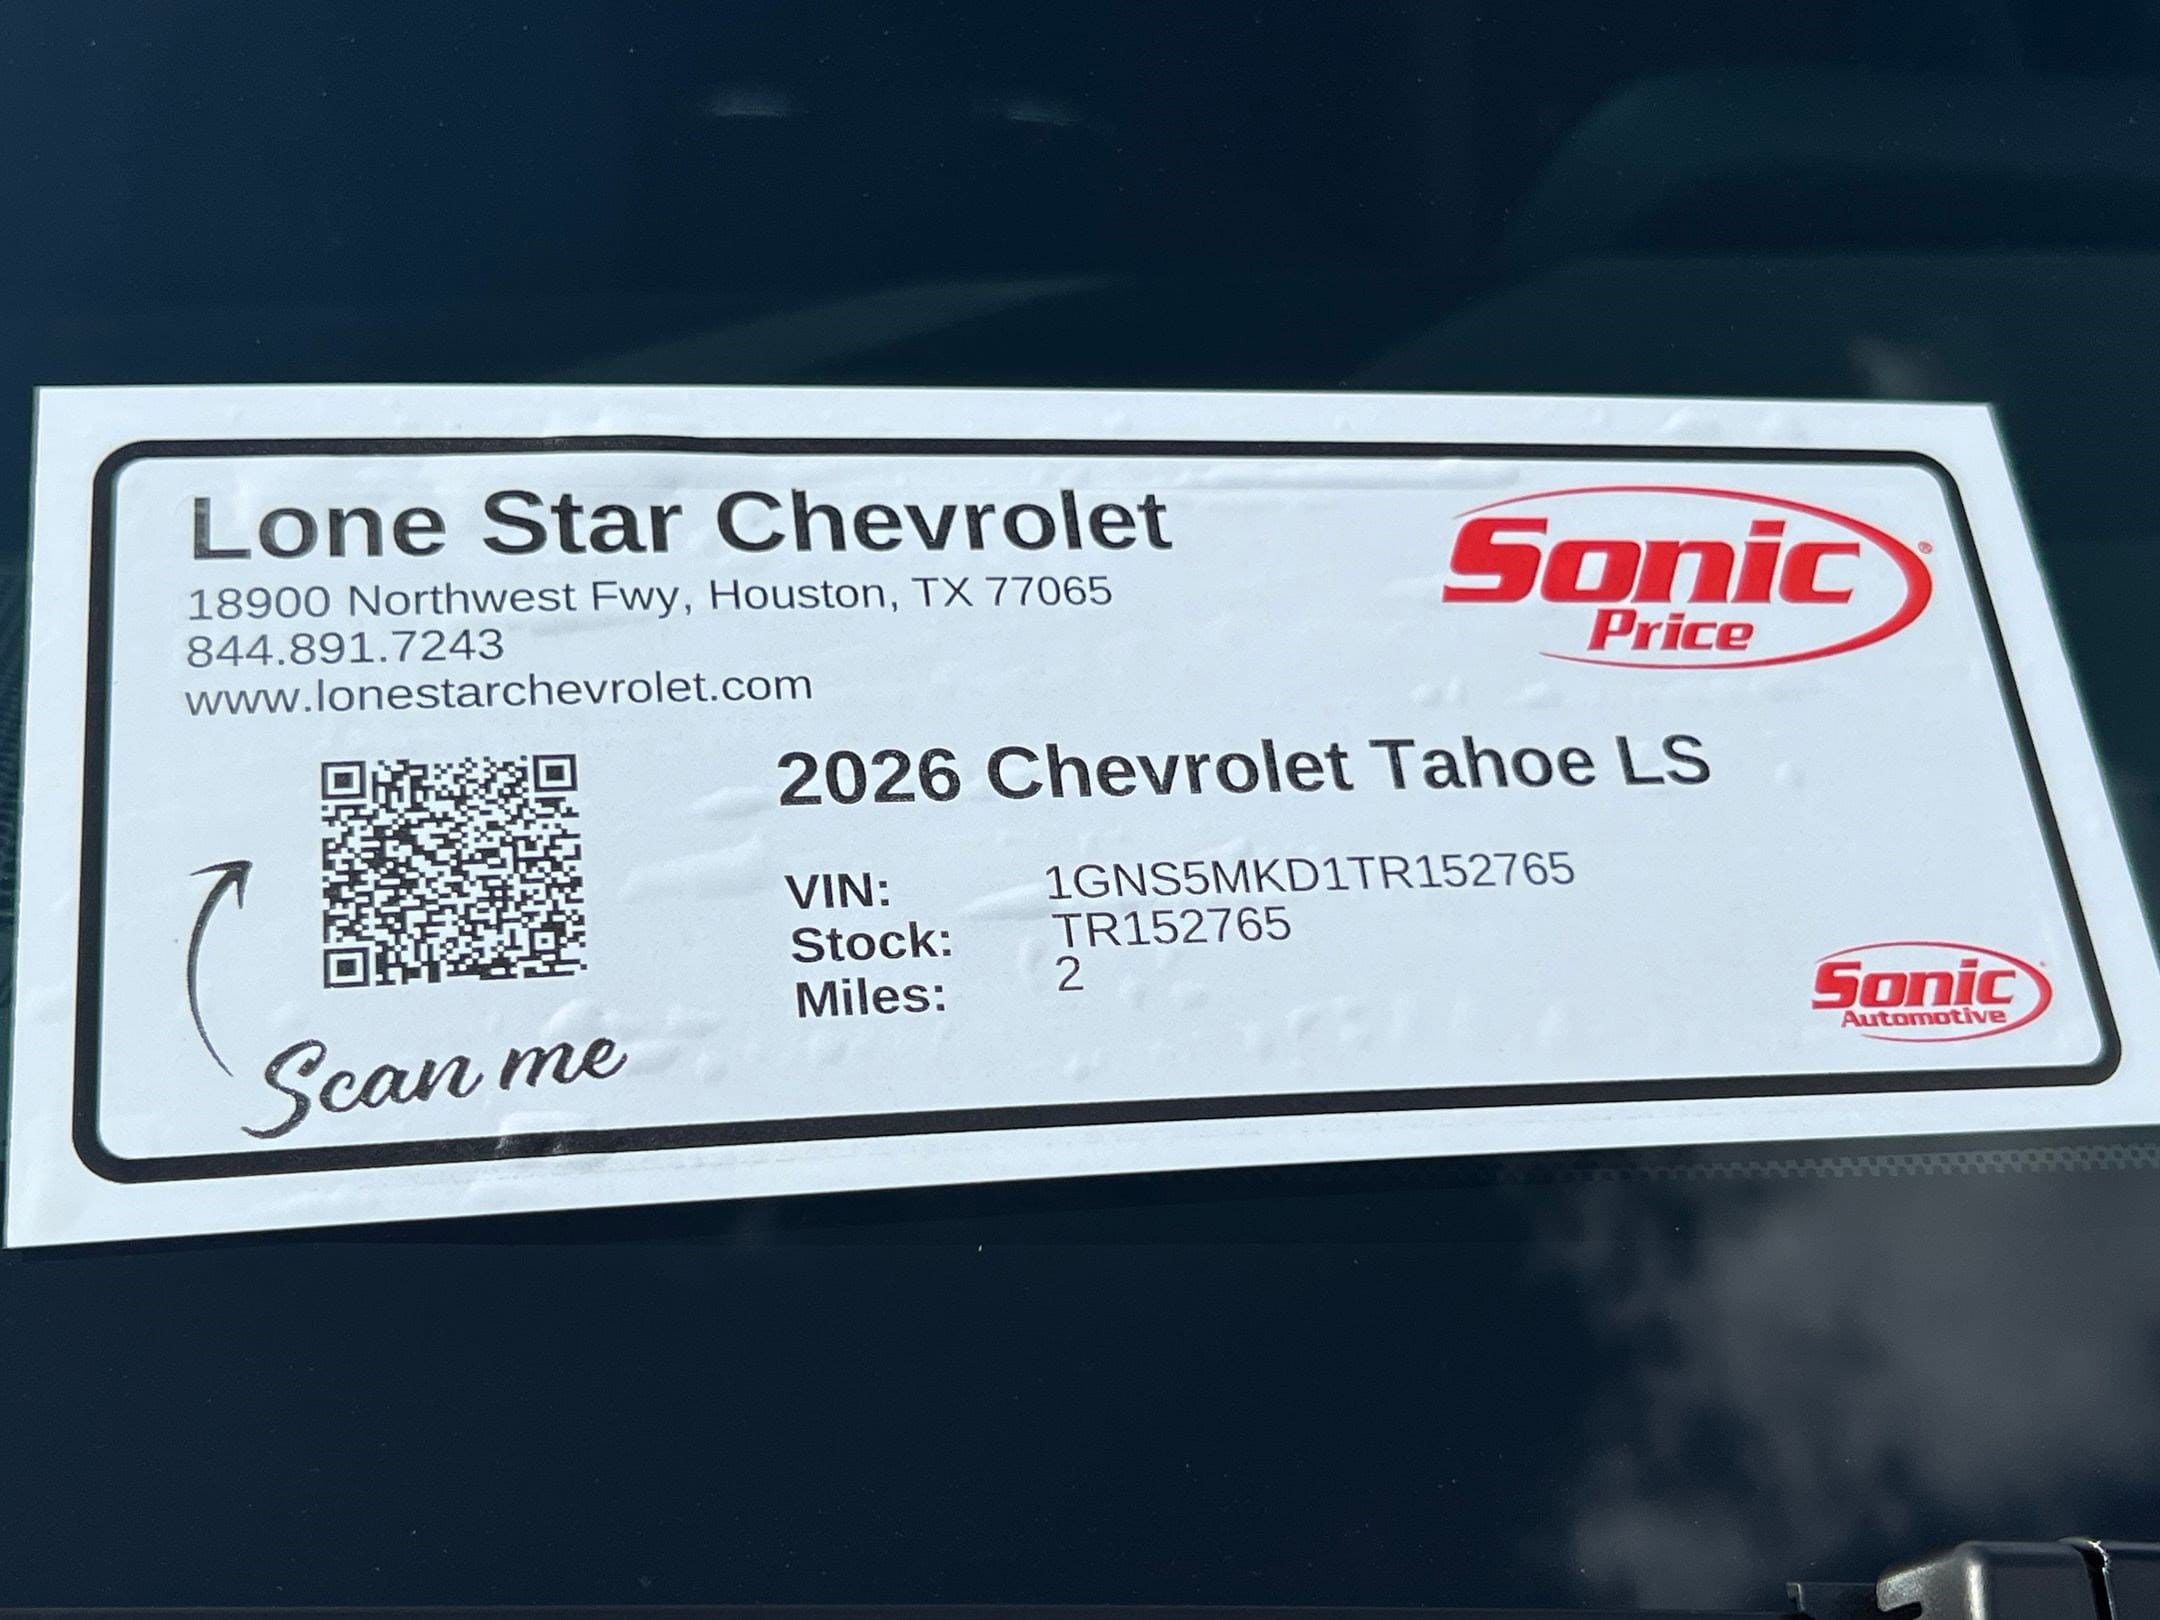 Lone Star Chevrolet
18900 Northwest Fwy, Houston, TX 77065
844.891.7243
www.lonestarchevrolet.com
Sonic®
Price
2026 Chevrolet Tahoe LS
VIN: 1GNS5MKD1TR152765
Stock: TR152765
Miles: 2
Scan me
Sonic
Automotive